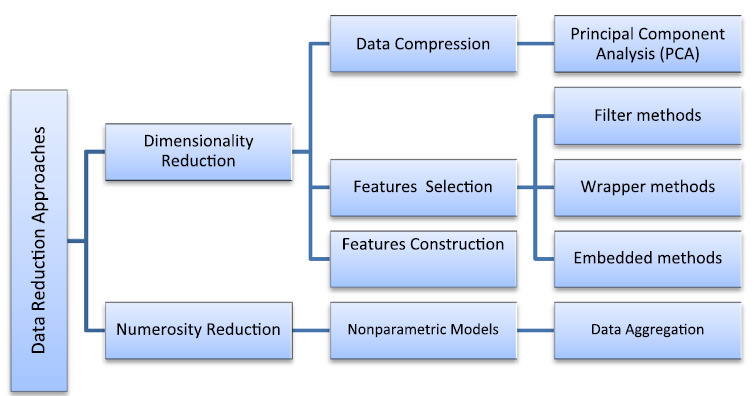 Data Reduction Approaches
Dimensionality
Reduction
Numerosity Reduction
Data Compression
Features  Selection
Features Construction
Nonparametric Models
Principal Component
Analysis (PCA)
Filter methods
Wrapper methods
Embedded methods
Data Aggregation